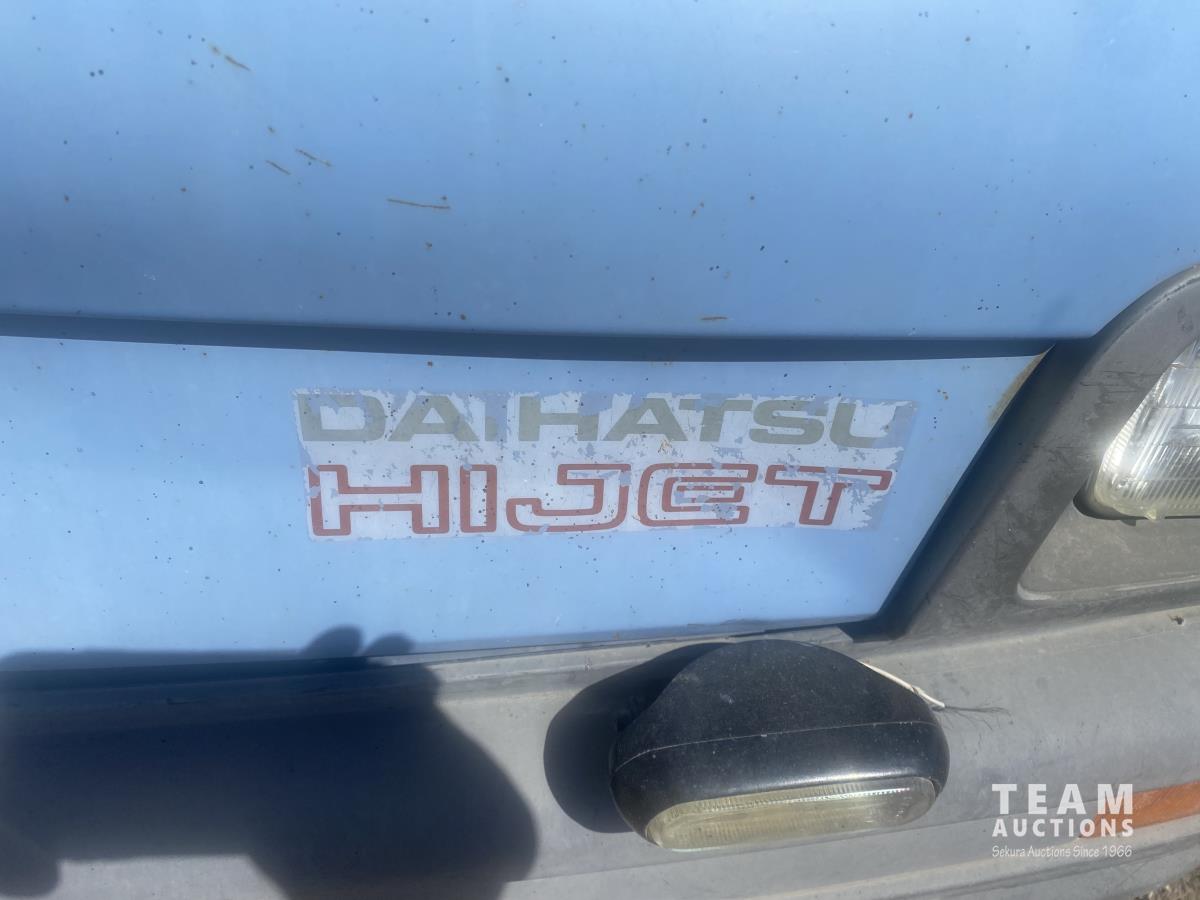 DAIHATSU
HIJET
TEAM
AUCTIONS
Sekura Auctions Since 1966